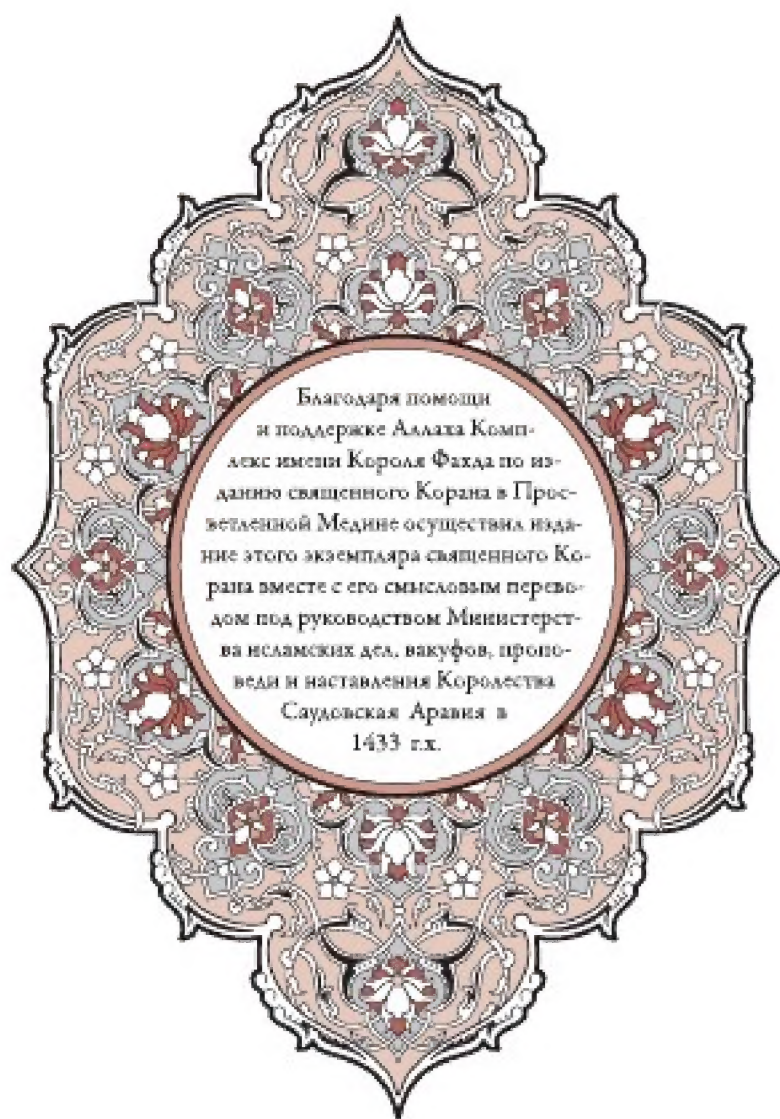 Благодаря помощи
и поддержке Аллаха Комп-
лекс имени Короля Фахда по из-
данию священного Корана в Прос-
ветленной Медине осуществил изда-
ние этого экземпляра священного Ко-
рана вместе с его смысловым перево-
дом под руководством Министерст-
ва исламских дел, вакуфов, пропо-
веди и наставления Королества
Саудовская Аравия в
1433 г.х.